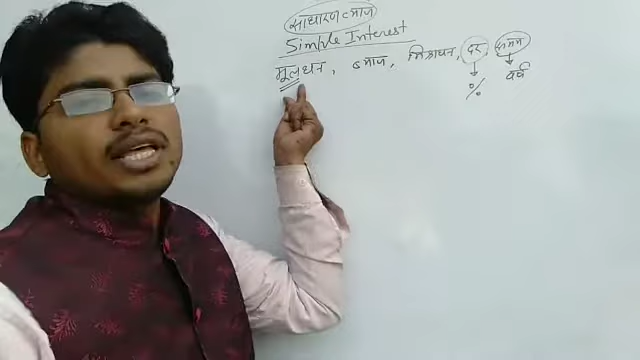 साधारण ब्याज
Simple Interest
मूलधन, ब्याज, मिश्रधन, दर, समय
% वर्ष